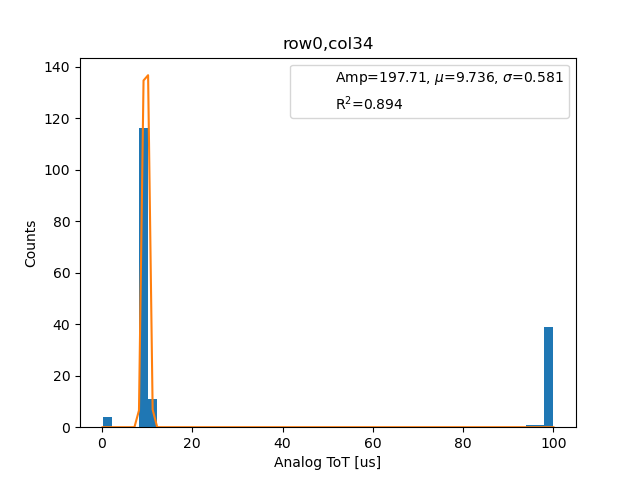 row0,col34
Amp=197.71, μ=9.736, σ=0.581
R²=0.894
140
120
100
80
60
40
20
0
Counts
0 20 40 60 80 100
Analog ToT [us]